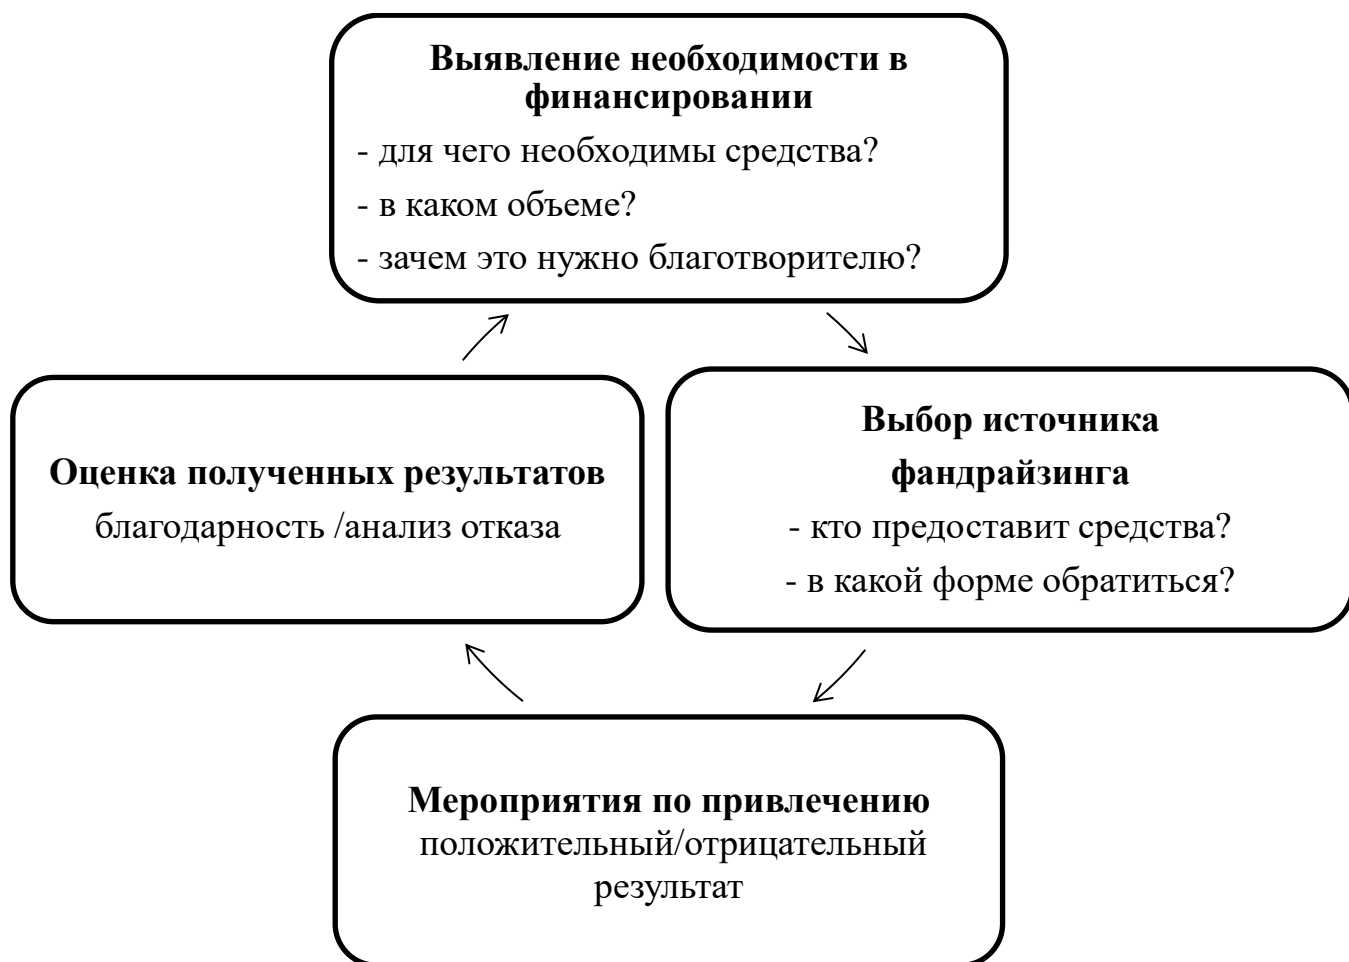 Выявление необходимости в
финансировании
- для чего необходимы средства?
- в каком объеме?
- зачем это нужно благотворителю?
Выбор источника
фандрайзинга
- кто предоставит средства?
- в какой форме обратиться?
Мероприятия по привлечению
положительный/отрицательный
результат
Оценка полученных результатов
благодарность /анализ отказа